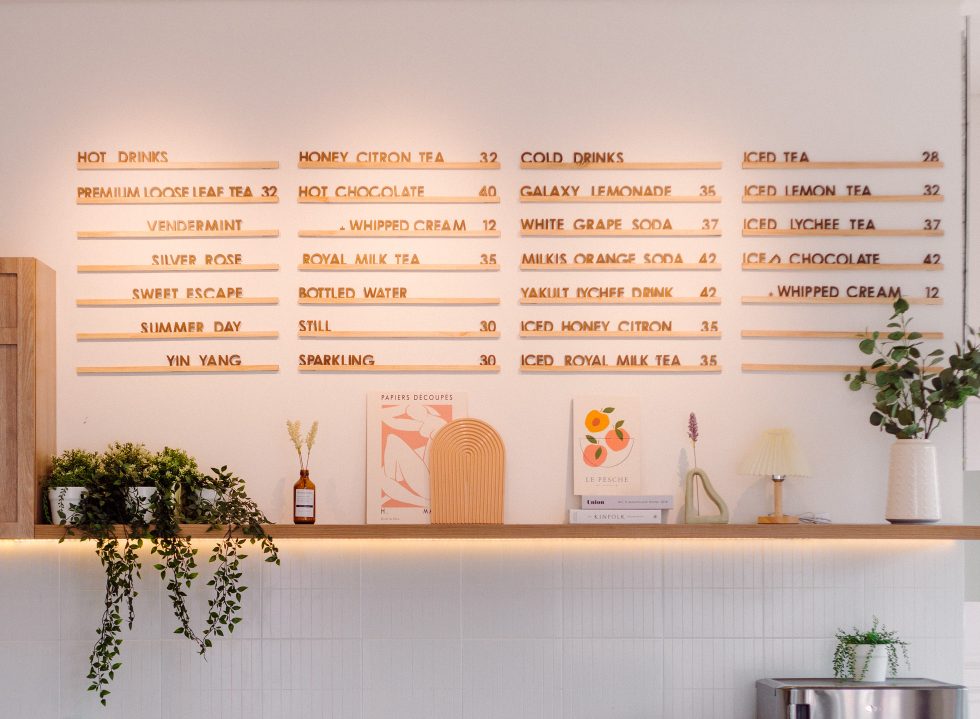 HOT DRINKS
PREMIUM LOOSE LEAF TEA 32
VENDERMINT
SILVER ROSE
SWEET ESCAPE
SUMMER DAY
YIN YANG
HONEY CITRON TEA 32
HOT CHOCOLATE 40
+ WHIPPED CREAM 12
ROYAL MILK TEA 35
BOTTLED WATER
STILL 30
SPARKLING 30
COLD DRINKS
GALAXY LEMONADE 35
WHITE GRAPE SODA 37
MILKIS ORANGE SODA 42
YAKULT LYCHEE DRINK 42
ICED HONEY CITRON 35
ICED ROYAL MILK TEA 35
ICED TEA 28
ICED LEMON TEA 32
ICED LYCHEE TEA 37
ICED CHOCOLATE 42
+ WHIPPED CREAM 12
PAPIERS DECOUPES
LE PESCHE
Union
KINFOLK